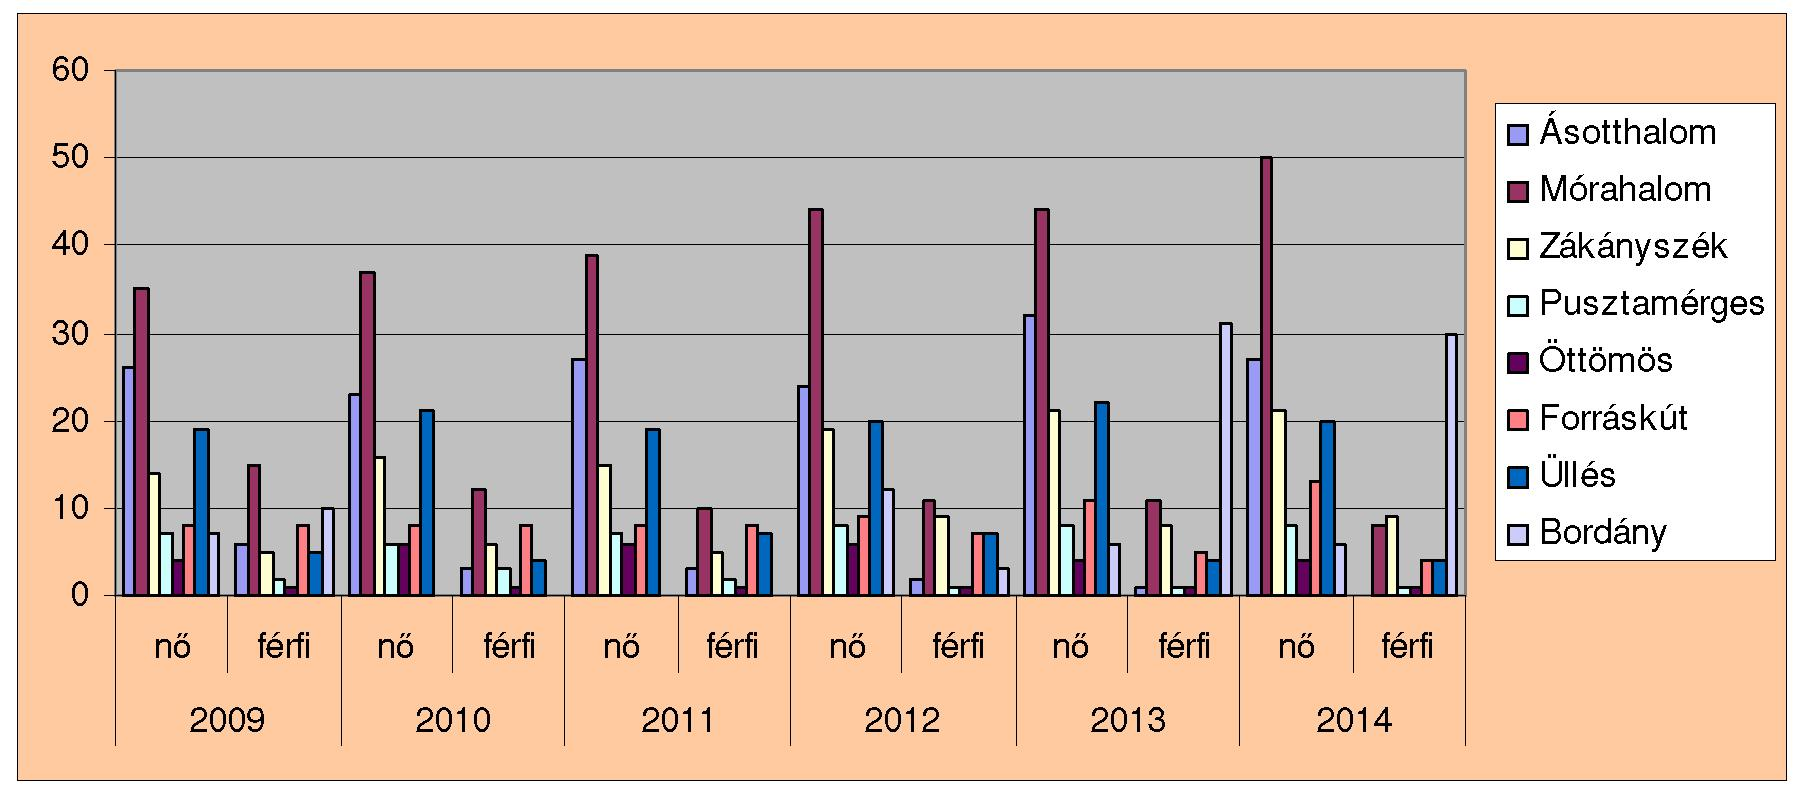 60
50
40
30
20
10
0
nő férfi nő férfi nő férfi nő férfi nő férfi nő férfi
2009 2010 2011 2012 2013 2014
Ásotthalom
Mórahalom
Zákányszék
Pusztamérges
Öttömös
Forráskút
Üllés
Bordány